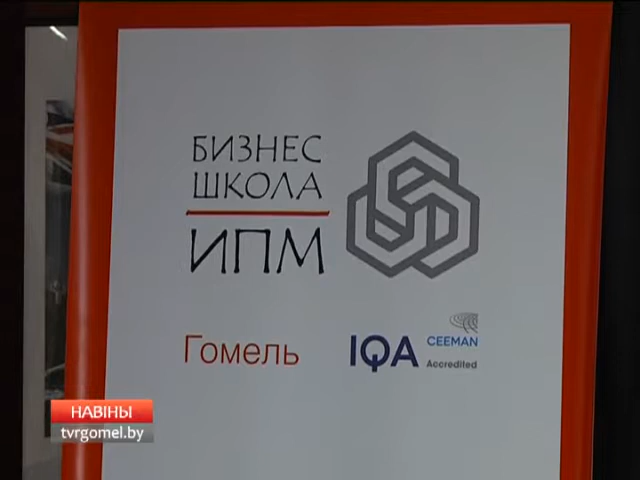 БИЗНЕС
ШКОЛА
ИПМ
Гомель
IQA
CEEMAN
Accredited
НАВІНЫ
tvrgomel.by